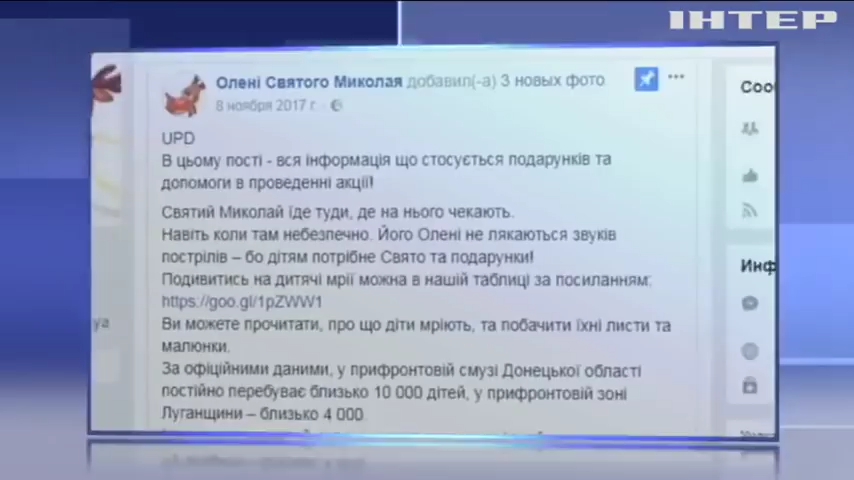 ІНТЕР
Олені Святого Миколая добавил(-а) 3 новых фото
8 ноября 2017 г.
UPD
В цьому пості - вся інформація що стосується подарунків та
допомоги в проведенні акції!
Святий Миколай їде туди, де на нього чекають.
Навіть коли там небезпечно. Його Олені не лякаються звуків
пострілів – бо дітям потрібне Свято та подарунки!
Подивитись на дитячі мрії можна в нашій таблиці за посиланням:
https://goo.gl/1pZWW1
Ви можете прочитати, про що діти мріють, та побачити їхні листи та
малюнки.
За офіційними даними, у прифронтовій смузі Донецької області
постійно перебуває близько 10 000 дітей, у прифронтовій зоні
Луганщини – близько 4 000